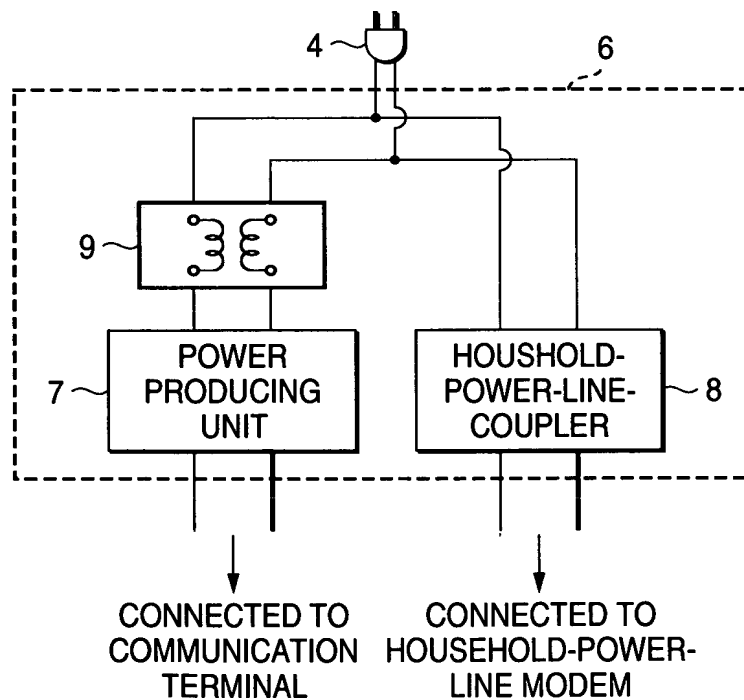 4
6
9
POWER
PRODUCING
UNIT
7
HOUSHOLD-
POWER-LINE-
COUPLER
8
CONNECTED TO
COMMUNICATION
TERMINAL
CONNECTED TO
HOUSEHOLD-POWER-
LINE MODEM